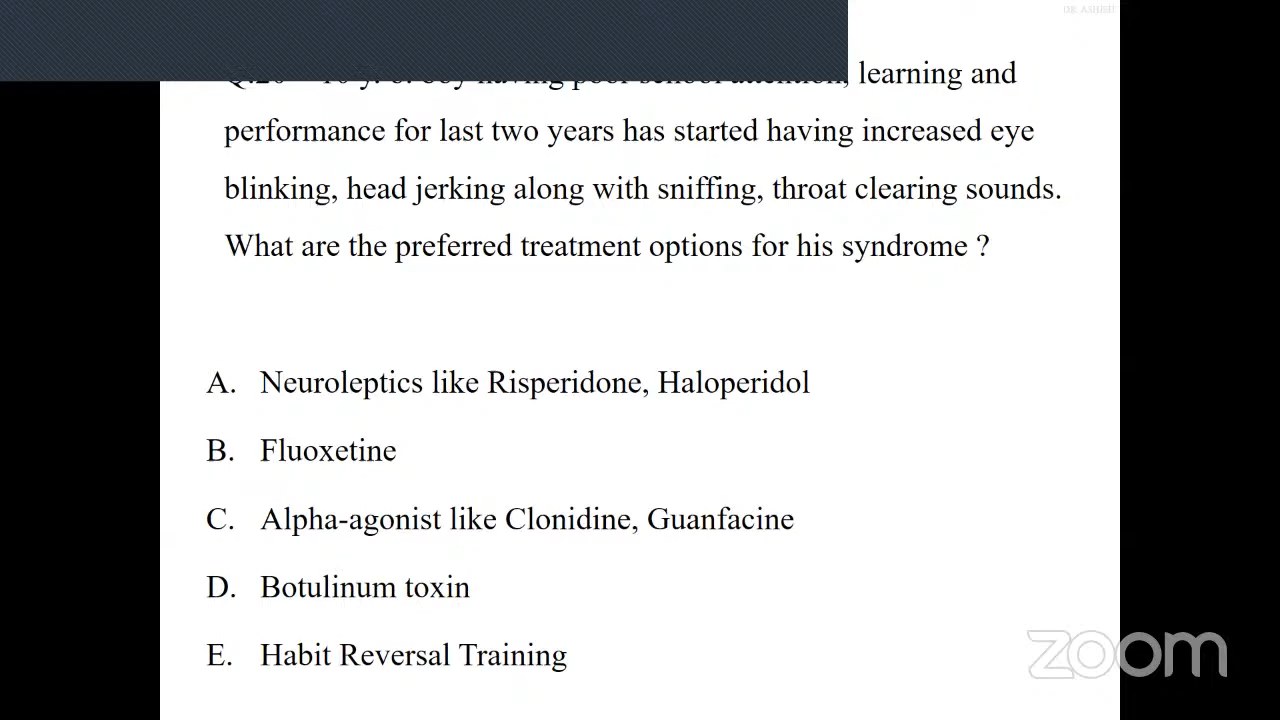 DR ASHISH
learning and
performance for last two years has started having increased eye
blinking, head jerking along with sniffing, throat clearing sounds.
What are the preferred treatment options for his syndrome ?
A. Neuroleptics like Risperidone, Haloperidol
B. Fluoxetine
C. Alpha-agonist like Clonidine, Guanfacine
D. Botulinum toxin
E. Habit Reversal Training
zoom